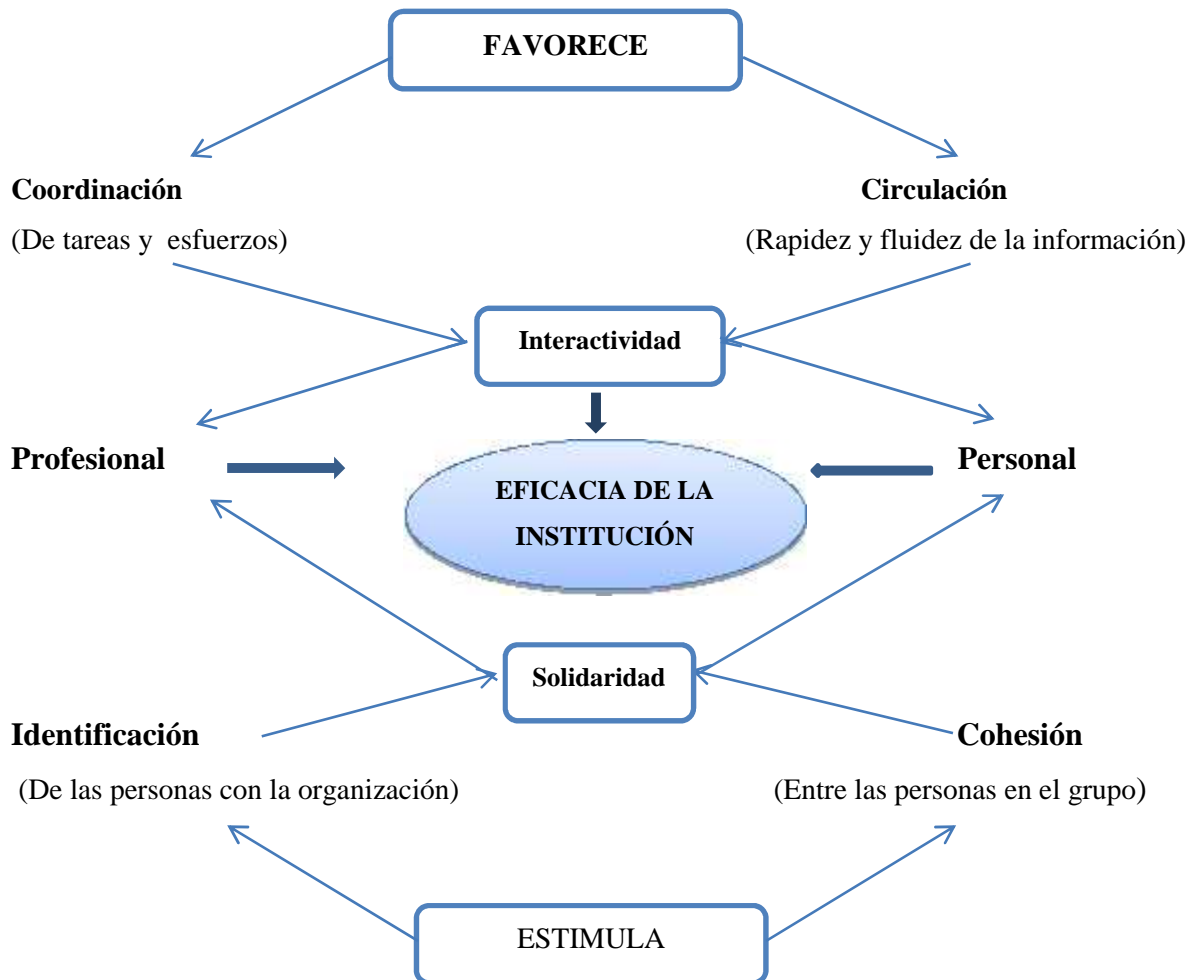 FAVORECE
Coordinación
Circulación
(De tareas y esfuerzos)
(Rapidez y fluidez de la información)
Interactividad
Profesional
Personal
EFICACIA DE LA
INSTITUCIÓN
Solidaridad
Identificación
Cohesión
(De las personas con la organización)
(Entre las personas en el grupo)
ESTIMULA